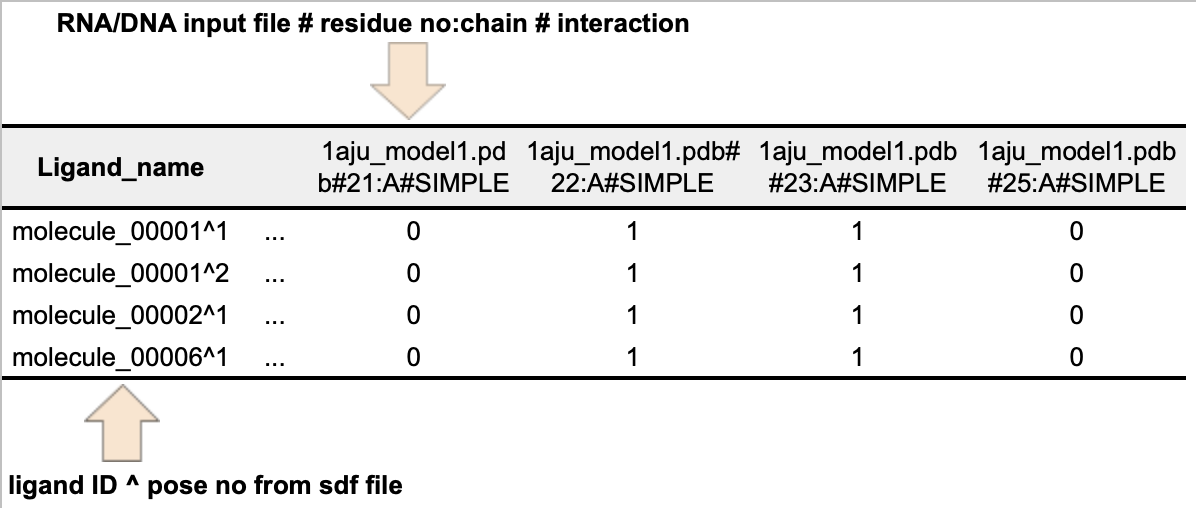 RNA/DNA input file # residue no:chain # interaction
Ligand_name 1aju_model1.pd 1aju_model1.pdb# 1aju_model1.pdb 1aju_model1.pdb
b#21:A#SIMPLE 22:A#SIMPLE #23:A#SIMPLE #25:A#SIMPLE
molecule_00001^1 ... 0 1 1 0
molecule_00001^2 ... 0 1 1 0
molecule_00002^1 ... 0 1 1 0
molecule_00006^1 ... 0 1 1 0
ligand ID ^ pose no from sdf file